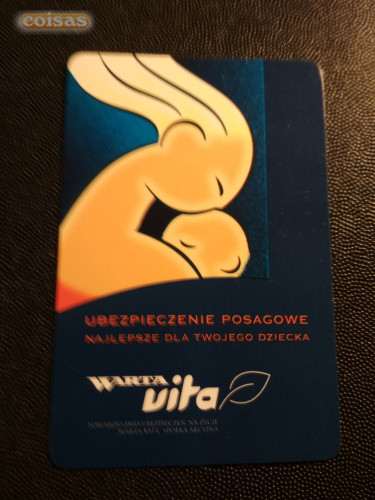 coisas
UBEZPIECZENIE POSAGOWE
NAJLEPSZE DLA TWOJEGO DZIECKA
WARTA
vita
TOWARZYSTWO UBEZPIECZEŃ NA ŻYCIE
WARTA VITA SPÓŁKA AKCYJNA